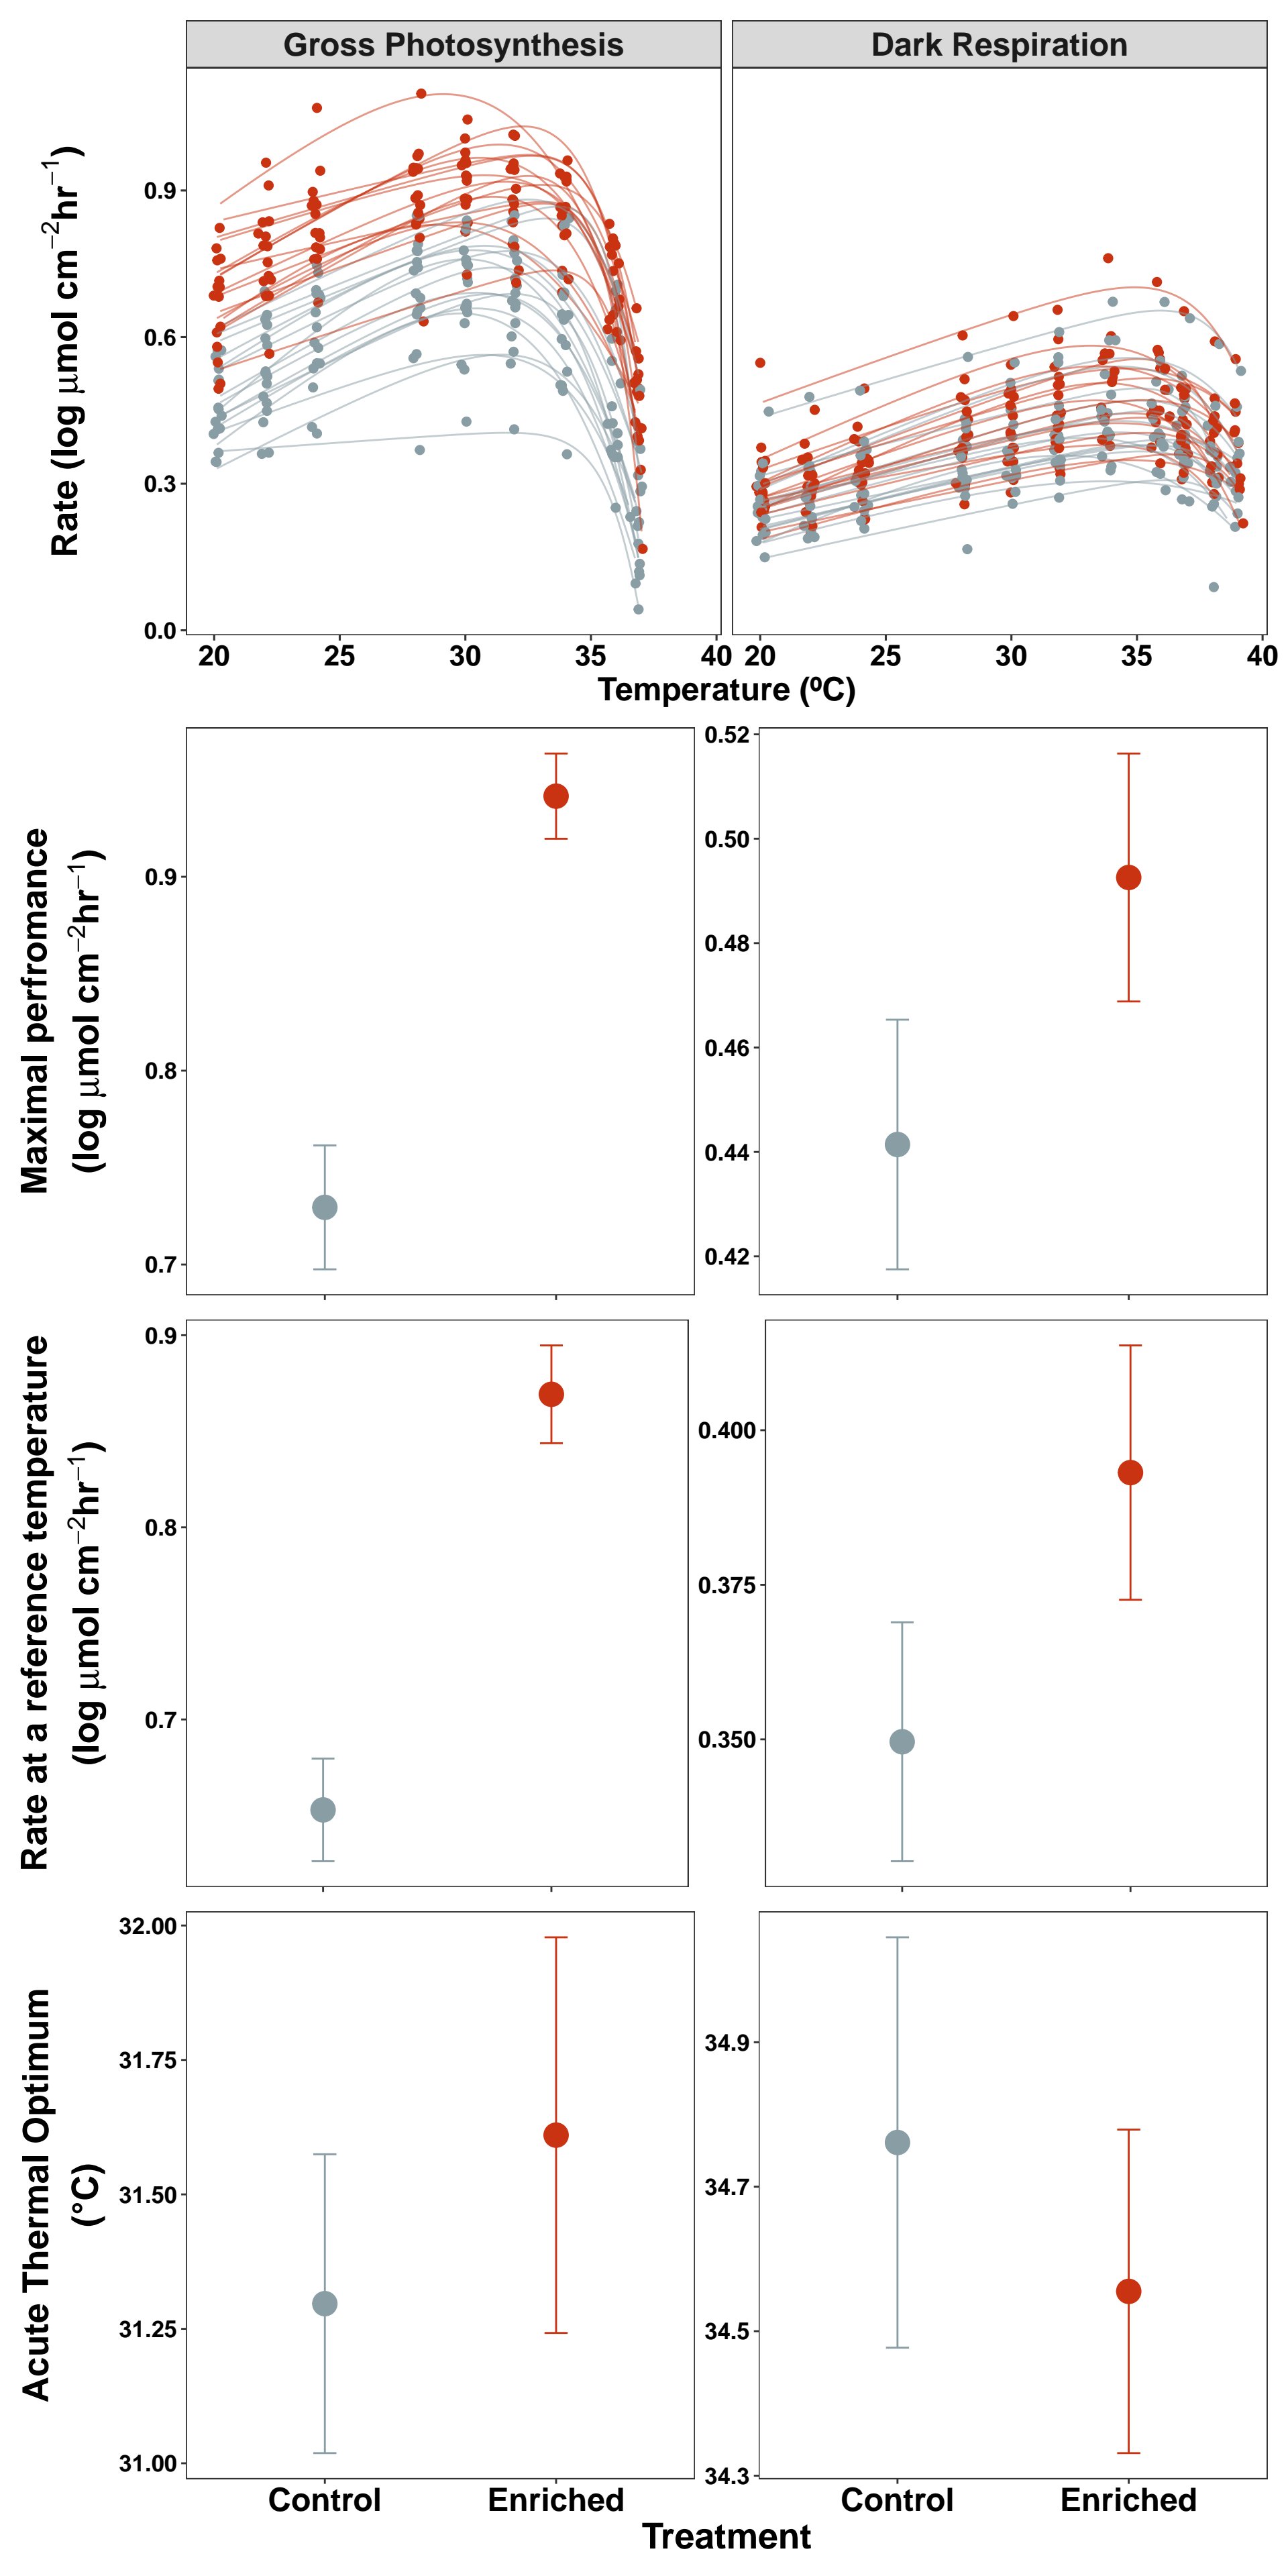 Gross Photosynthesis Dark Respiration
Rate (log μmol cm−2hr−1)
0.9
0.6
0.3
0.0
20 25 30 35 40 20 25 30 35 40
Temperature (ºC)
Maximal perfromance
(log μmol cm−2hr−1)
0.9
0.8
0.7
0.52
0.50
0.48
0.46
0.44
0.42
Rate at a reference temperature
(log μmol cm−2hr−1)
0.9
0.8
0.7
0.400
0.375
0.350
Acute Thermal Optimum
(°C)
32.00
31.75
31.50
31.25
31.00
34.9
34.7
34.5
34.3
Control Enriched Control Enriched
Treatment